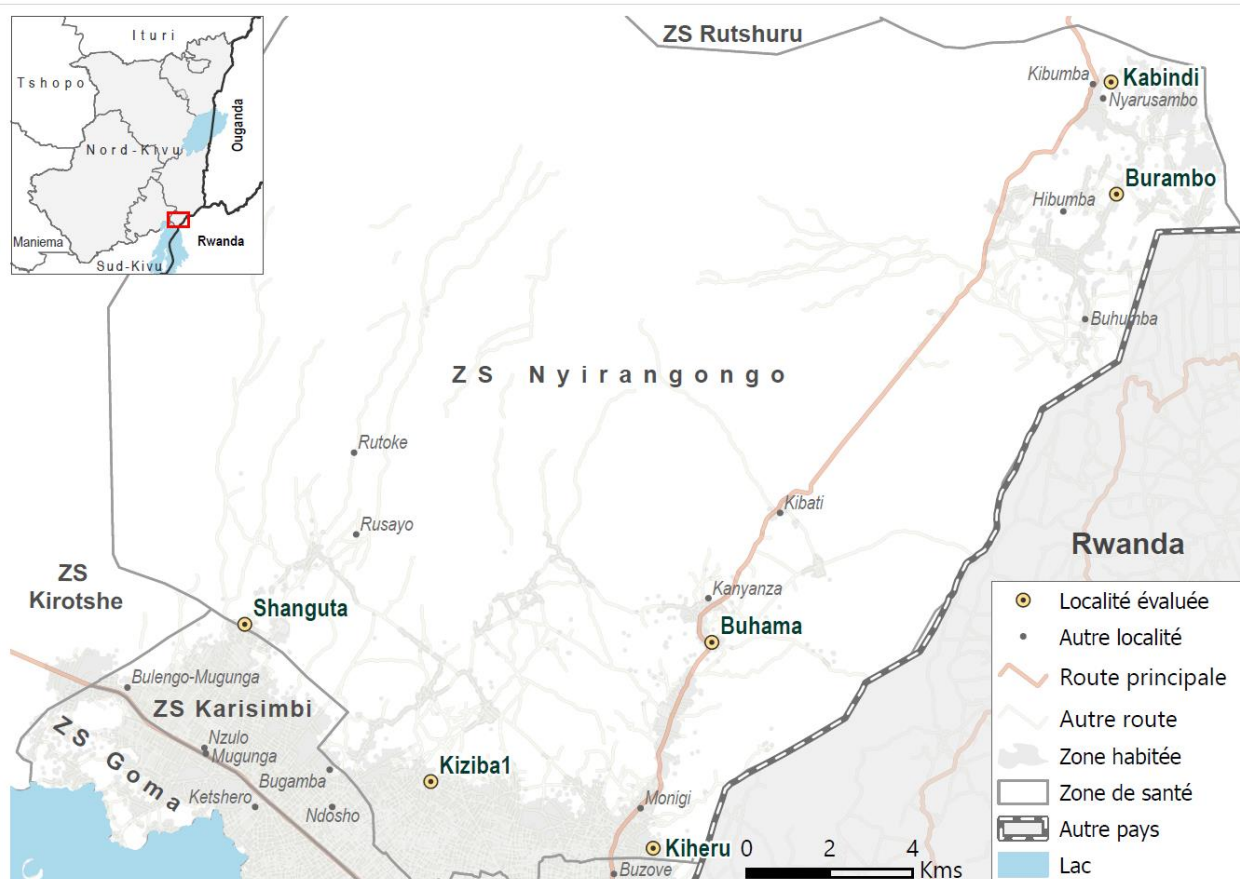 Ituri
Tshopo
Ouganda
Nord-Kivu
Maniema
Rwanda
Sud-Kivu
ZS Rutshuru
Kibumba
Kabindi
Nyarusambo
Burambo
Hibumba
Buhumba
ZS Nyirangongo
Rutoke
Kibati
Rusayo
Rwanda
ZS
Kirotshe
Shanguta
Kanyanza
Buhama
Bulengo-Mugunga
ZS Karisimbi
ZS Goma
Nzulo
Mugunga
Bugamba
Kiziba1
Ketshero
Ndosho
Monigi
Kiheru
Buzove
0 2 4
Kms
Localité évaluée
Autre localité
Route principale
Autre route
Zone habitée
Zone de santé
Autre pays
Lac